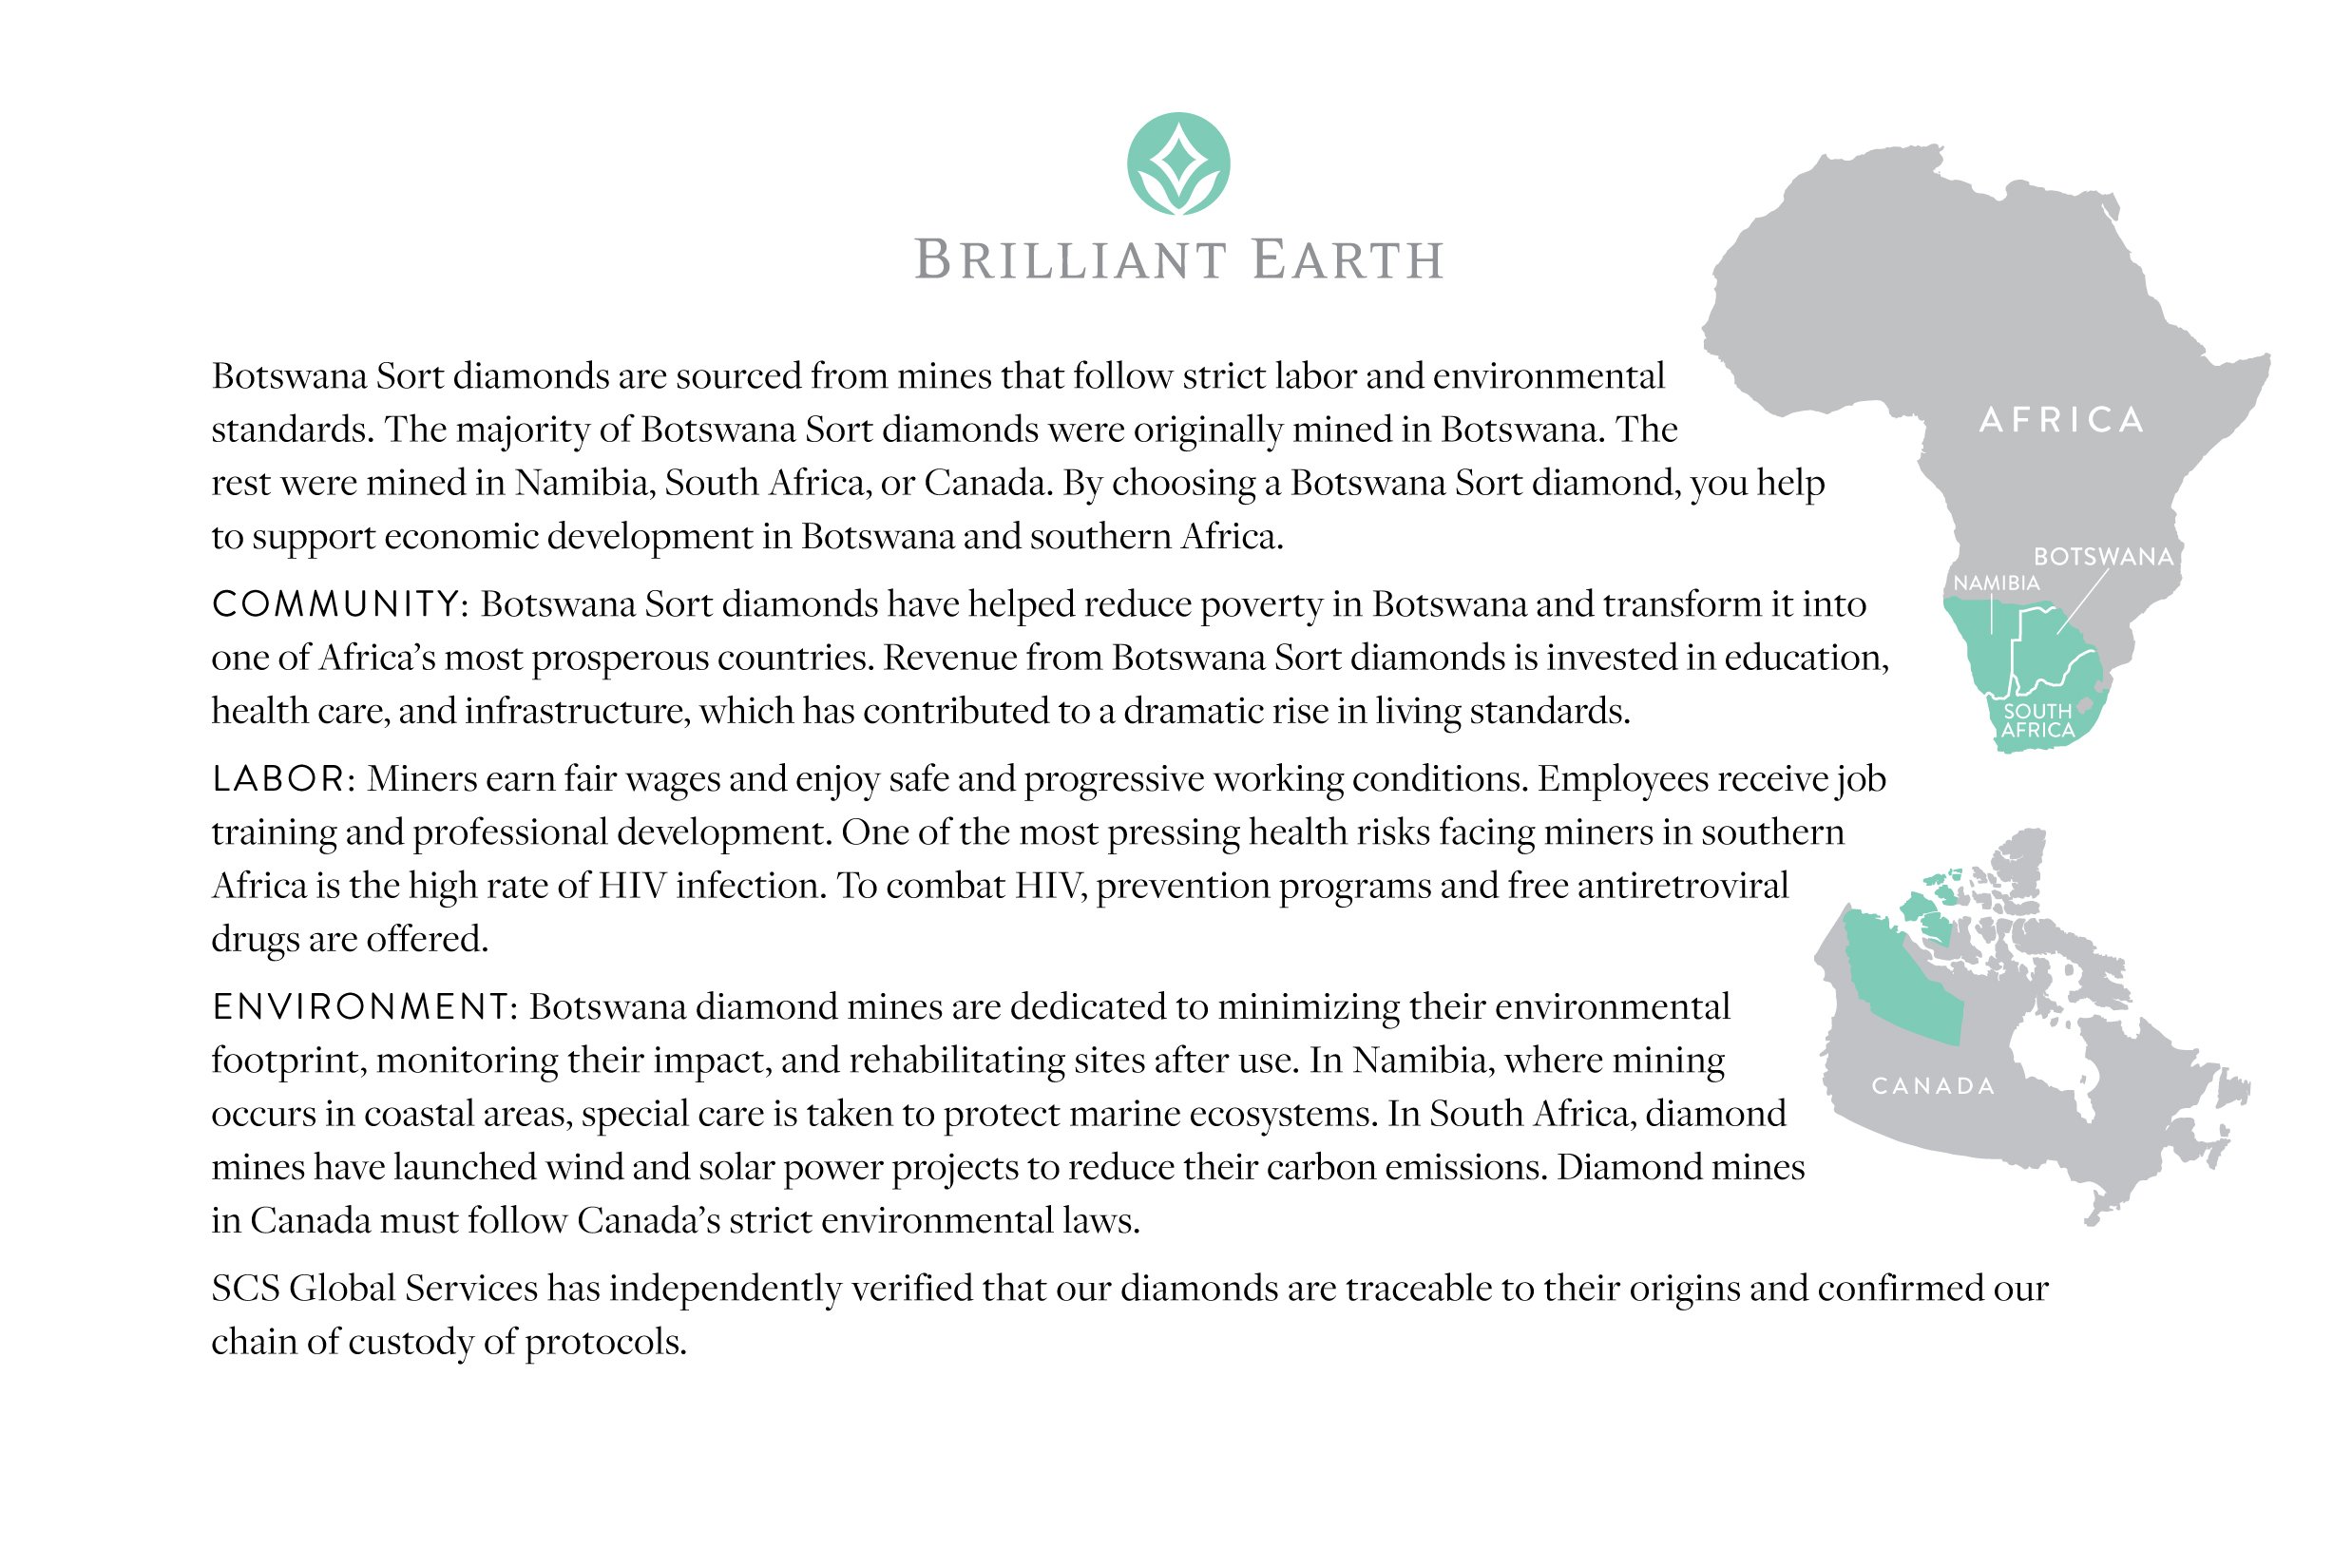 BRILLIANT EARTH
Botswana Sort diamonds are sourced from mines that follow strict labor and environmental
standards. The majority of Botswana Sort diamonds were originally mined in Botswana. The
rest were mined in Namibia, South Africa, or Canada. By choosing a Botswana Sort diamond, you help
to support economic development in Botswana and southern Africa.
COMMUNITY: Botswana Sort diamonds have helped reduce poverty in Botswana and transform it into
one of Africa’s most prosperous countries. Revenue from Botswana Sort diamonds is invested in education,
health care, and infrastructure, which has contributed to a dramatic rise in living standards.
LABOR: Miners earn fair wages and enjoy safe and progressive working conditions. Employees receive job
training and professional development. One of the most pressing health risks facing miners in southern
Africa is the high rate of HIV infection. To combat HIV, prevention programs and free antiretroviral
drugs are offered.
ENVIRONMENT: Botswana diamond mines are dedicated to minimizing their environmental
footprint, monitoring their impact, and rehabilitating sites after use. In Namibia, where mining
occurs in coastal areas, special care is taken to protect marine ecosystems. In South Africa, diamond
mines have launched wind and solar power projects to reduce their carbon emissions. Diamond mines
in Canada must follow Canada’s strict environmental laws.
SCS Global Services has independently verified that our diamonds are traceable to their origins and confirmed our
chain of custody of protocols.
AFRICA
BOTSWANA
NAMIBIA
SOUTH
AFRICA
CANADA